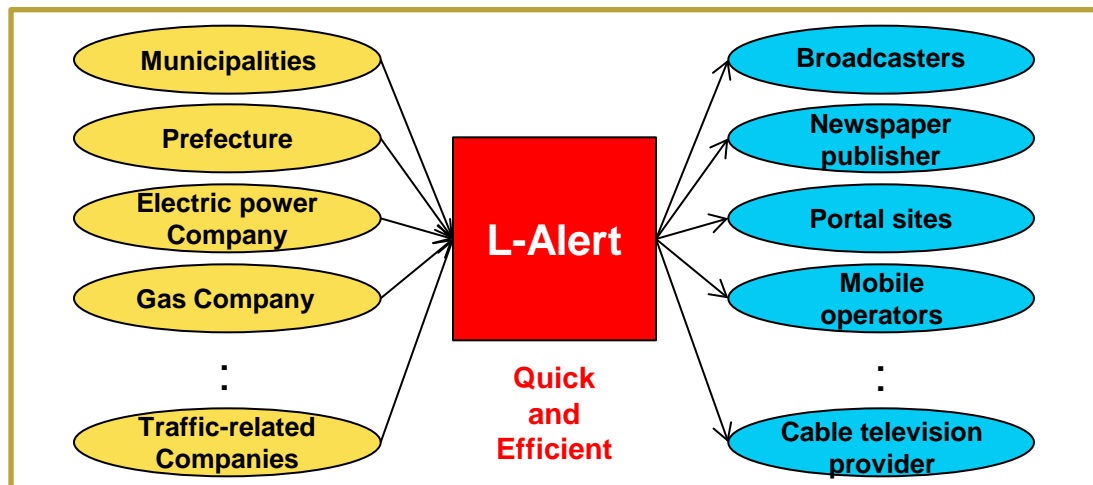 Municipalities
Prefecture
Electric power
Company
Gas Company
:
Traffic-related
Companies
L-Alert
Quick
and
Efficient
Broadcasters
Newspaper
publisher
Portal sites
Mobile
operators
:
Cable television
provider